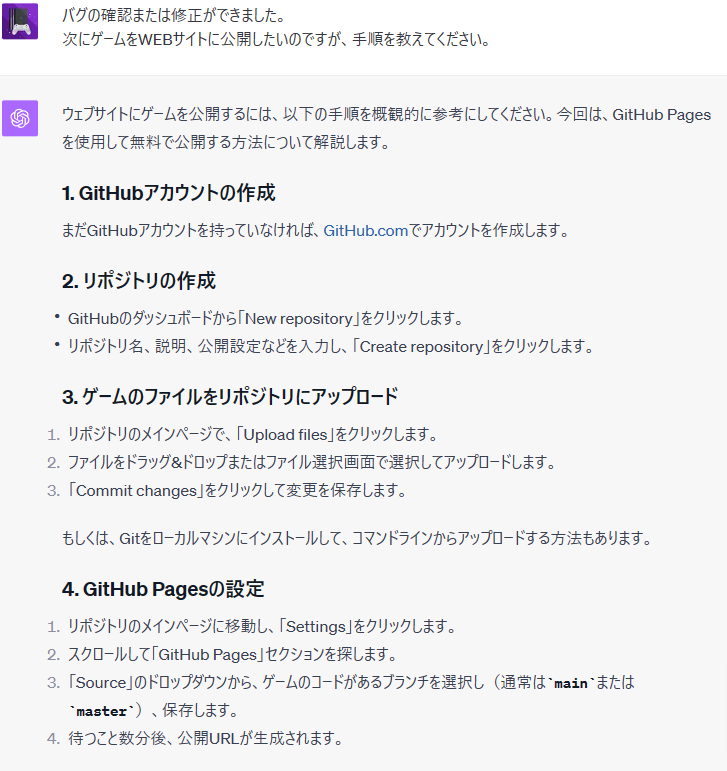 バグの確認または修正ができました。
次にゲームをWEBサイトに公開したいのですが、手順を教えてください。
ウェブサイトにゲームを公開するには、以下の手順を概観的に参考にしてください。今回は、GitHub Pages
を使用して無料で公開する方法について解説します。
1. GitHubアカウントの作成
まだGitHubアカウントを持っていなければ、GitHub.comでアカウントを作成します。
2. リポジトリの作成
• GitHubのダッシュボードから「New repository」をクリックします。
• リポジトリ名、説明、公開設定などを入力し、「Create repository」をクリックします。
3. ゲームのファイルをリポジトリにアップロード
1. リポジトリのメインページで、「Upload files」をクリックします。
2. ファイルをドラッグ&ドロップまたはファイル選択画面で選択してアップロードします。
3. 「Commit changes」をクリックして変更を保存します。
もしくは、Gitをローカルマシンにインストールして、コマンドラインからアップロードする方法もあります。
4. GitHub Pagesの設定
1. リポジトリのメインページに移動し、「Settings」をクリックします。
2. スクロールして「GitHub Pages」セクションを探します。
3. 「Source」のドロップダウンから、ゲームのコードがあるブランチを選択し（通常は`main`または
`master`）、保存します。
4. 待つこと数分後、公開URLが生成されます。